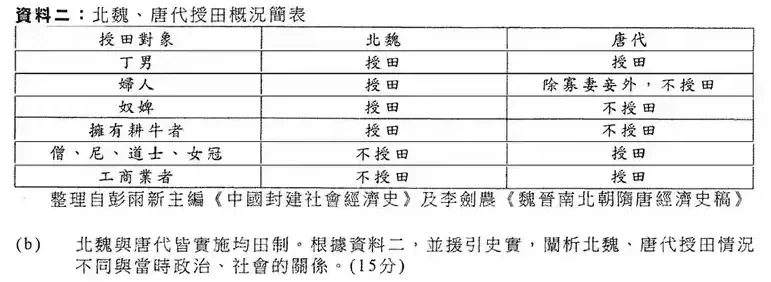 資料二：北魏、唐代授田概況簡表
授田對象 北魏 唐代
丁男 授田 授田
婦人 授田 除寡妻妾外，不授田
奴婢 授田 不授田
擁有耕牛者 授田 不授田
僧、尼、道士、女冠 不授田 授田
工商業者 不授田 授田
整理自彭雨新主編《中國封建社會經濟史》及李劍農《魏晉南北朝隋唐經濟史稿》
(b) 北魏與唐代皆實施均田制。根據資料二，並援引史實，闡析北魏、唐代授田情況
不同與當時政治、社會的關係。(15分)